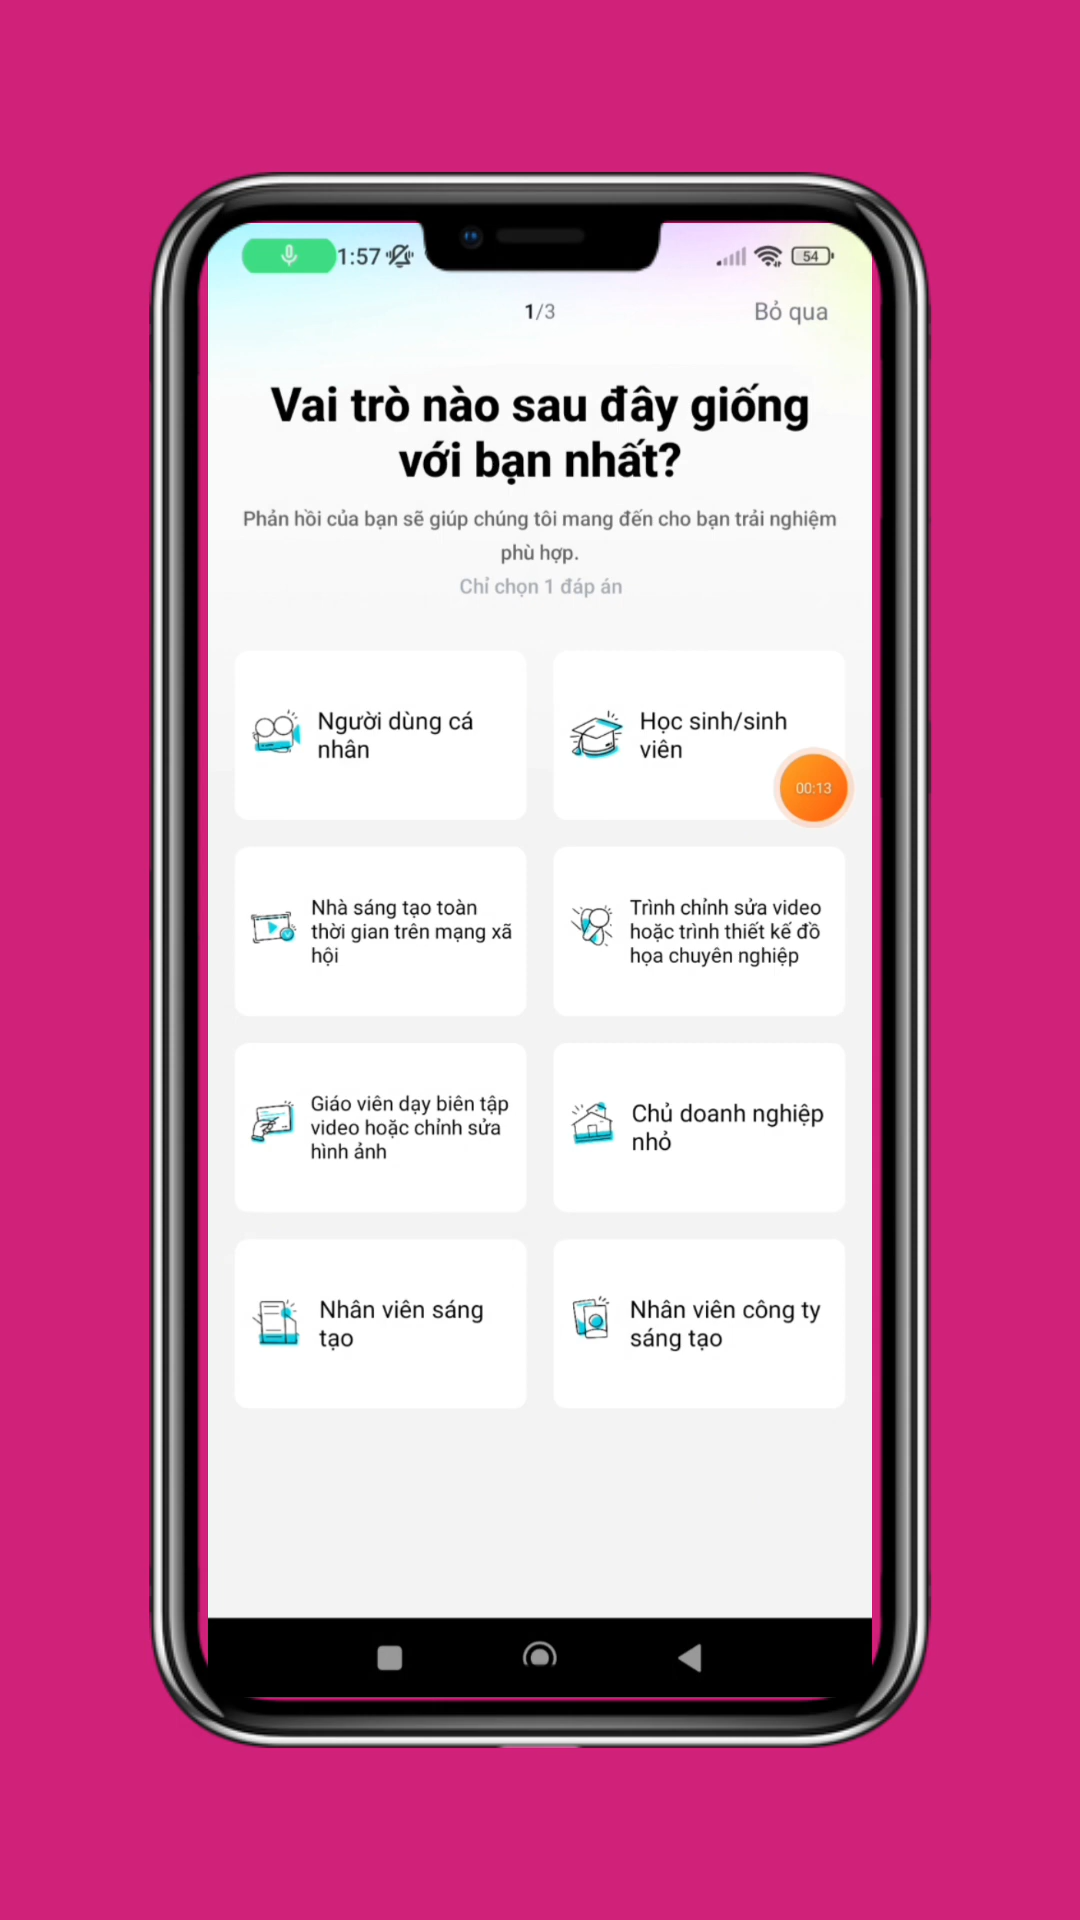 1:57
54
1/3
Bỏ qua
Vai trò nào sau đây giống
với bạn nhất?
Phản hồi của bạn sẽ giúp chúng tôi mang đến cho bạn trải nghiệm
phù hợp.
Chỉ chọn 1 đáp án
Người dùng cá
nhân
Học sinh/sinh
viên
00:13
Nhà sáng tạo toàn
thời gian trên mạng xã
hội
Trình chỉnh sửa video
hoặc trình thiết kế đồ
họa chuyên nghiệp
Giáo viên dạy biên tập
video hoặc chỉnh sửa
hình ảnh
Chủ doanh nghiệp
nhỏ
Nhân viên sáng
tạo
Nhân viên công ty
sáng tạo